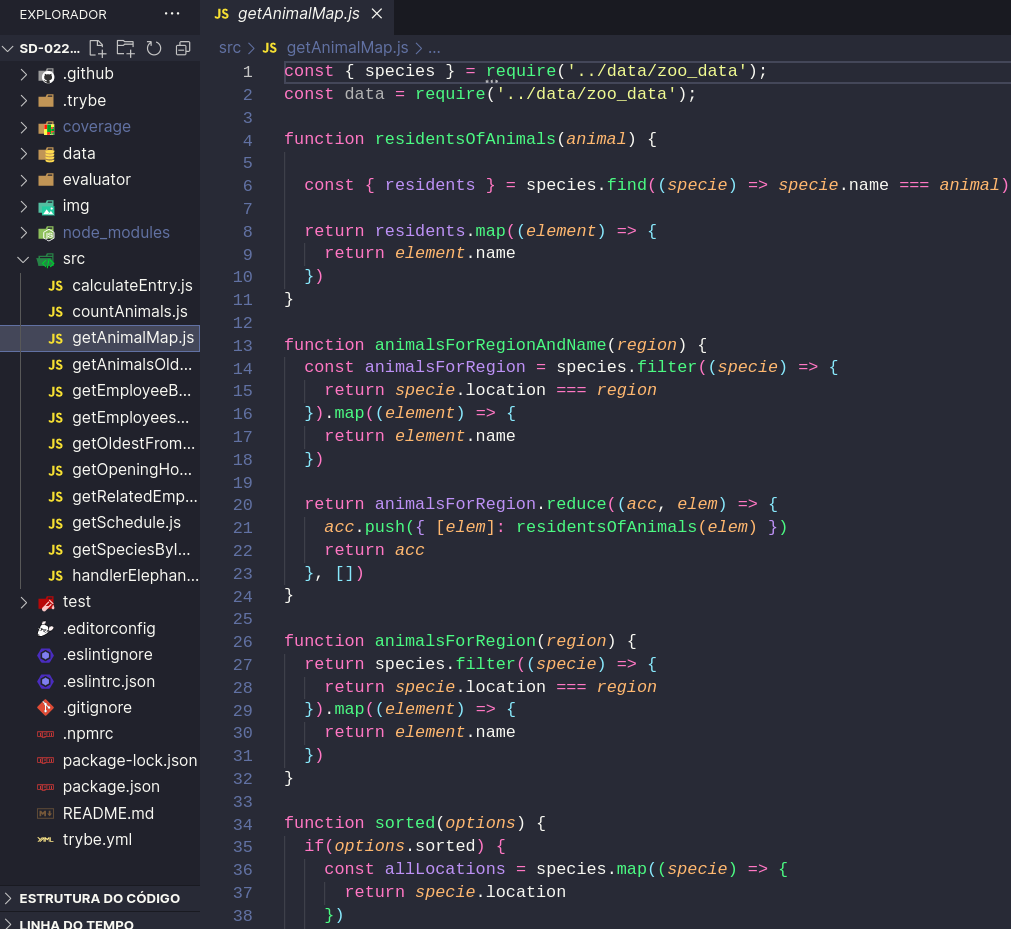 EXPLORADOR ...
SD-022...
.github
.trybe
coverage
data
evaluator
img
node_modules
src
JS calculateEntry.js
JS countAnimals.js
JS getAnimalMap.js
JS getAnimalsOld...
JS getEmployeeB...
JS getEmployees...
JS getOldestFrom...
JS getOpeningHo...
JS getRelatedEmp...
JS getSchedule.js
JS getSpeciesByI...
JS handlerElephan...
test
.editorconfig
.eslintignore
.eslintrc.json
.gitignore
.npmrc
package-lock.json
package.json
README.md
trybe.yml
ESTRUTURA DO CÓDIGO
LINHA DO TEMPO
JS getAnimalMap.js ×
src > JS getAnimalMap.js > ...
1 const { species } = require('../data/zoo_data');
2 const data = require('../data/zoo_data');
3
4 function residentsOfAnimals(animal) {
5
6 const { residents } = species.find((specie) => specie.name === animal)
7
8 return residents.map((element) => {
9 return element.name
10 })
11 }
12
13 function animalsForRegionAndName(region) {
14 const animalsForRegion = species.filter((specie) => {
15 return specie.location === region
16 }).map((element) => {
17 return element.name
18 })
19
20 return animalsForRegion.reduce((acc, elem) => {
21 acc.push({ [elem]: residentsOfAnimals(elem) })
22 return acc
23 }, [])
24 }
25
26 function animalsForRegion(region) {
27 return species.filter((specie) => {
28 return specie.location === region
29 }).map((element) => {
30 return element.name
31 })
32 }
33
34 function sorted(options) {
35 if(options.sorted) {
36 const allLocations = species.map((specie) => {
37 return specie.location
38 })